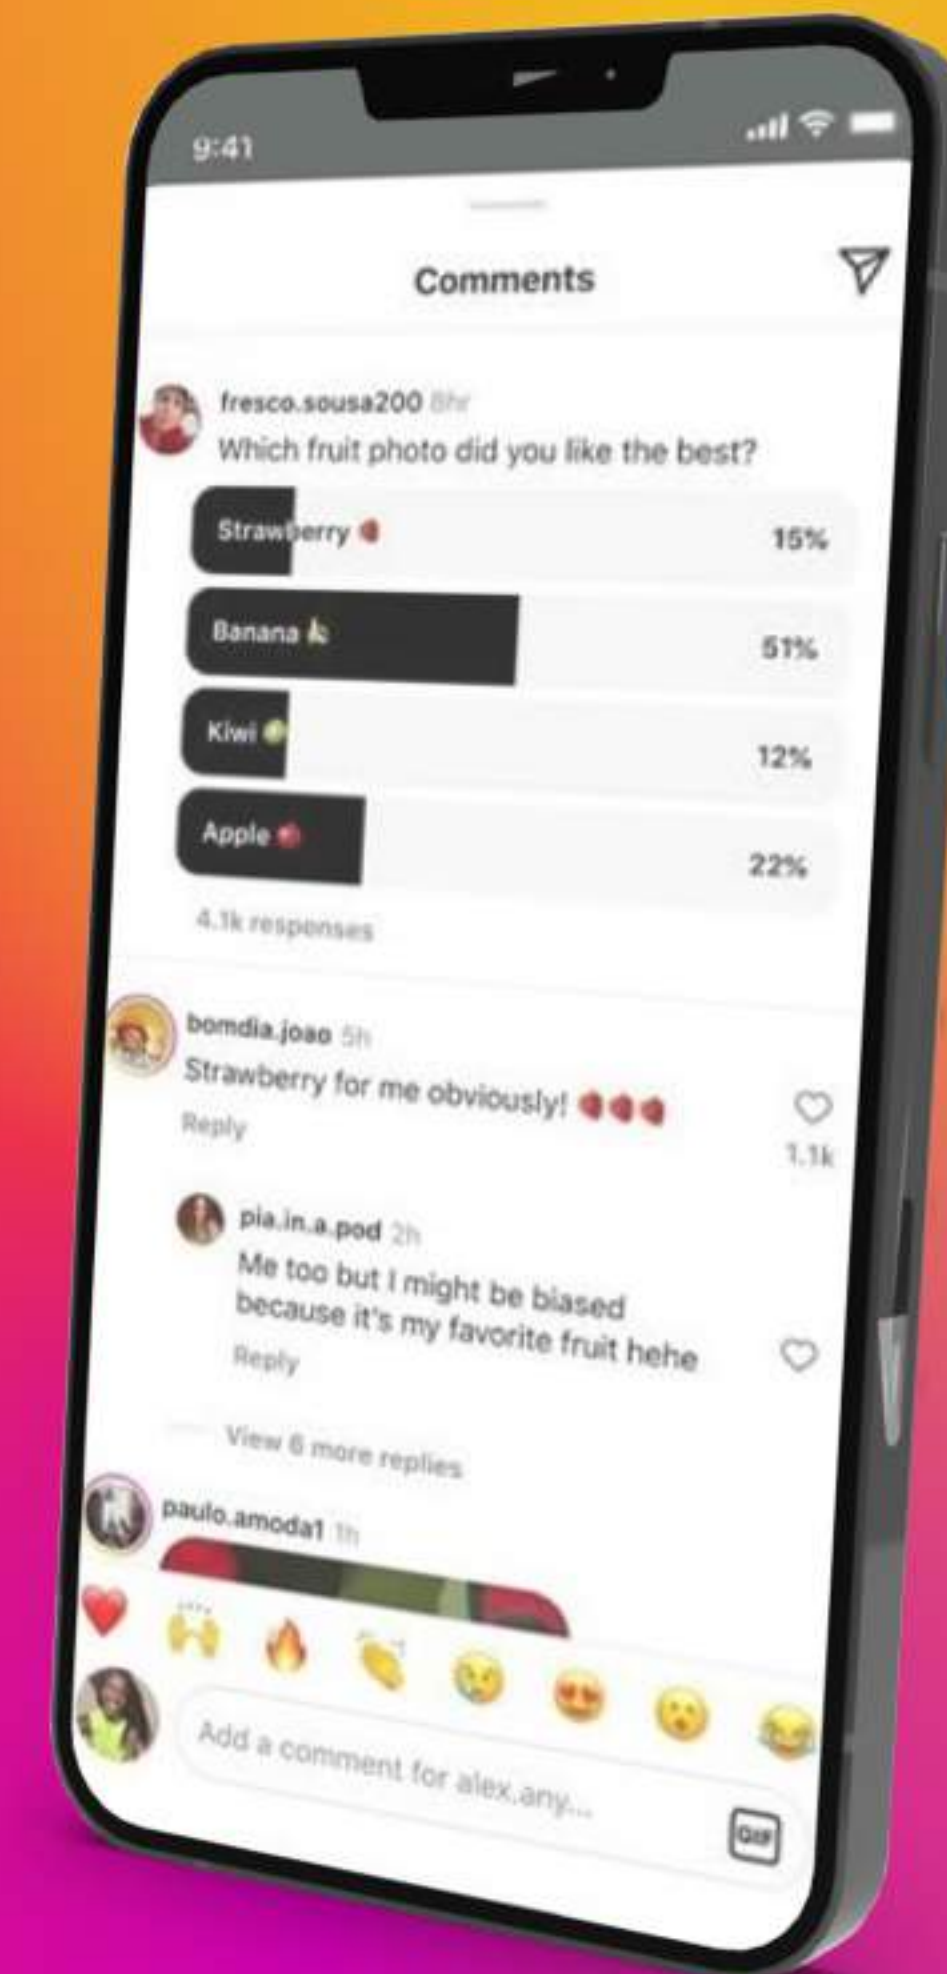 9:41
Comments
fresco.sousa200 8hr
Which fruit photo did you like the best?
Strawberry 🍓 15%
Banana 🍌 51%
Kiwi 🥝 12%
Apple 🍎 22%
4.1k responses
bomdia.joao 5h
Strawberry for me obviously! 🍓🍓🍓
Reply
1.1k
pia.in.a.pod 2h
Me too but I might be biased
because it's my favorite fruit hehe
Reply
View 6 more replies
paulo.amoda1 1h
Add a comment for alex.any...
GIF